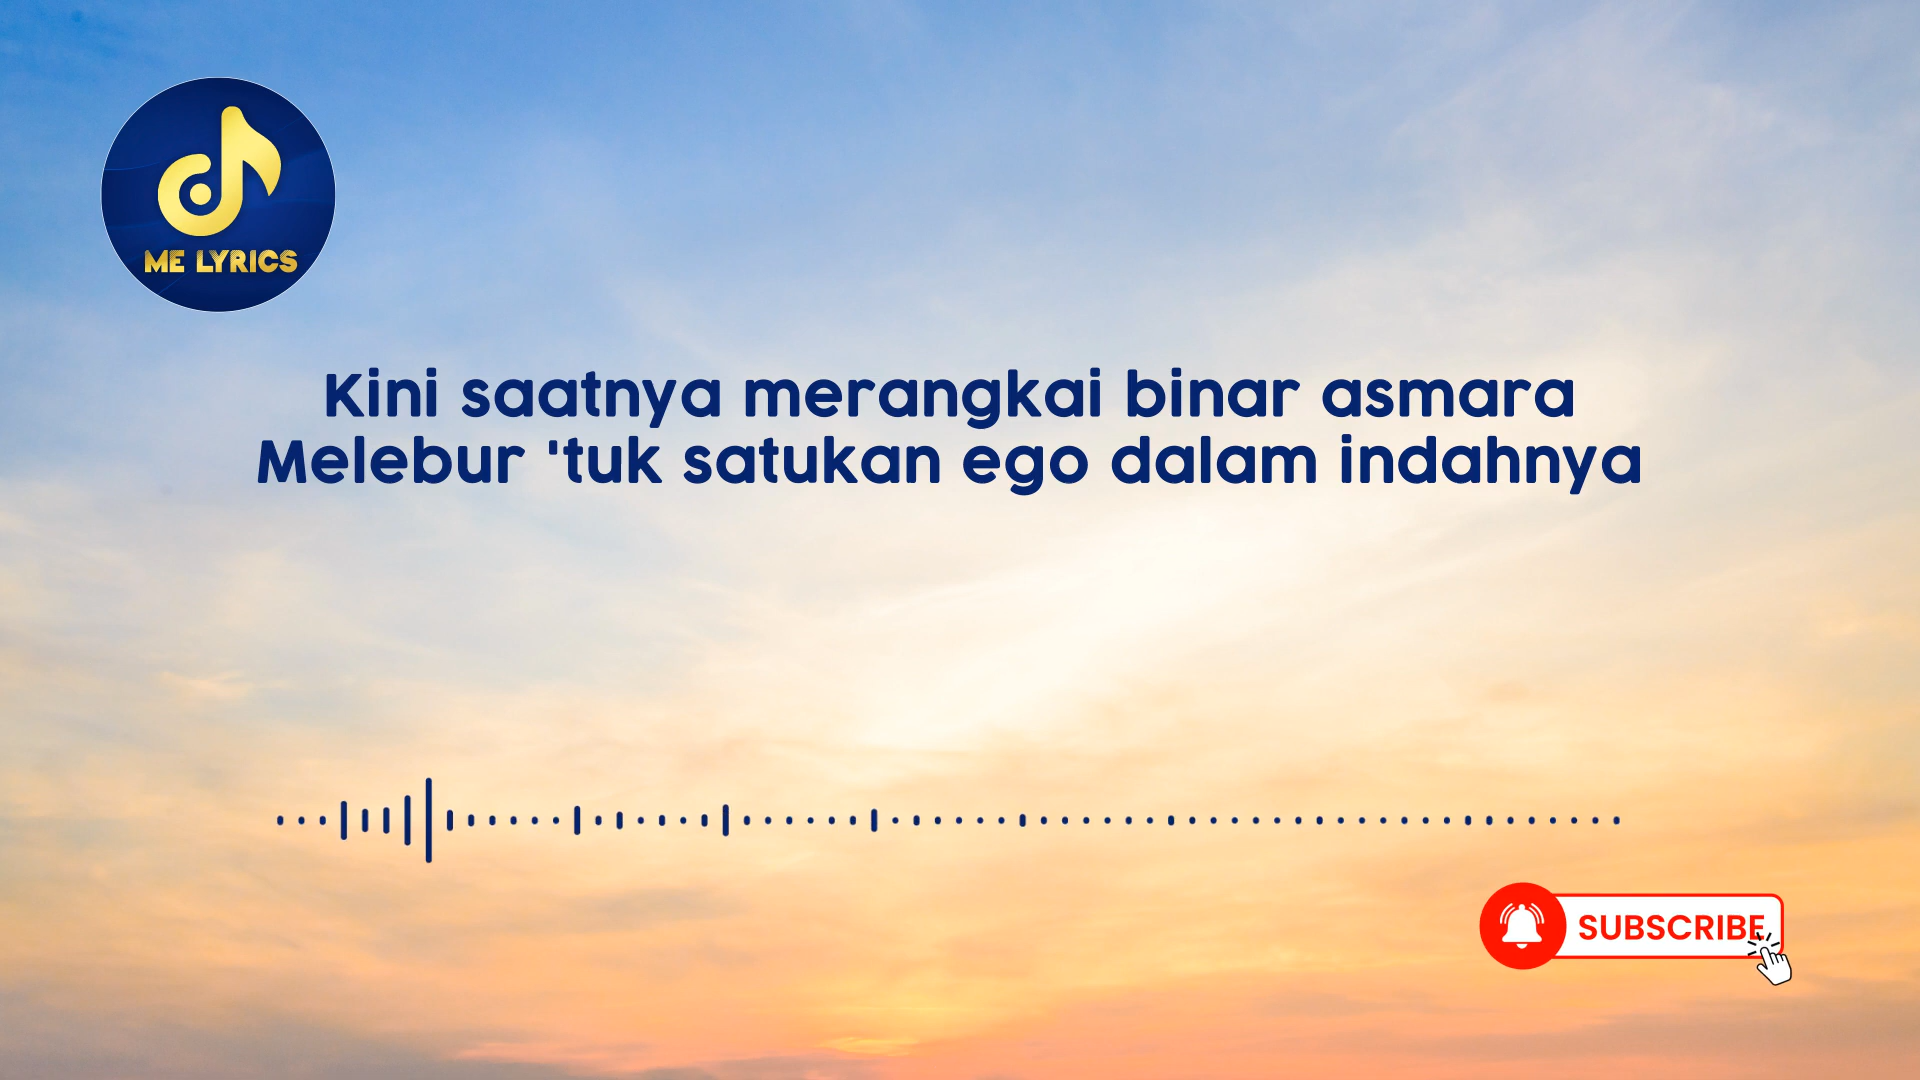 ME LYRICS
Kini saatnya merangkai binar asmara
Melebur 'tuk satukan ego dalam indahnya
SUBSCRIBE